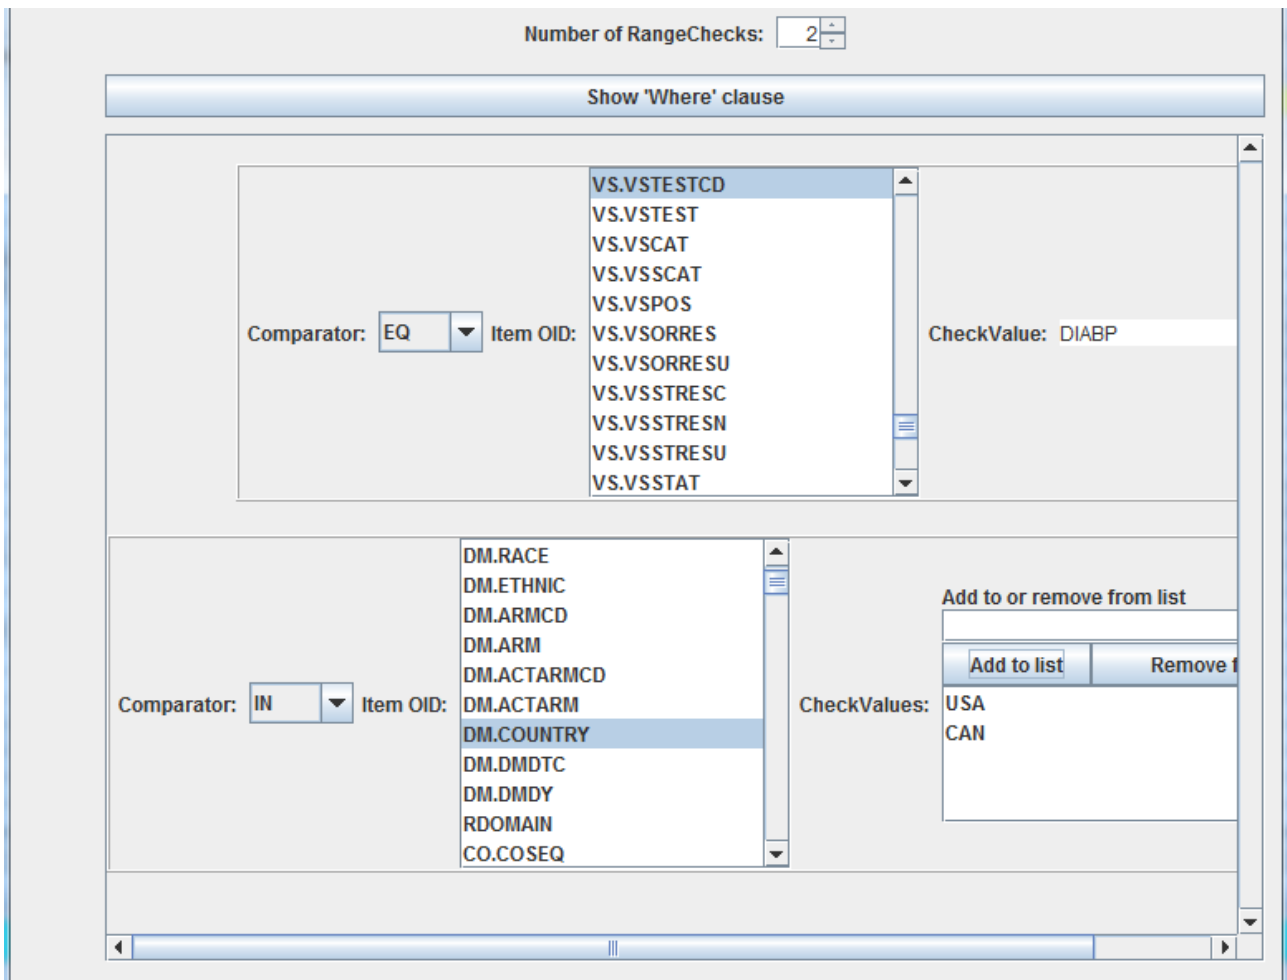 Number of RangeChecks: 2
Show 'Where' clause
VS.VSTESTCD
VS.VSTEST
VS.VSCAT
VS.VSSCAT
VS.VSPOS
Comparator: EQ Item OID: VS.VSORRES CheckValue: DIABP
VS.VSORRESU
VS.VSSTRESC
VS.VSSTRESN
VS.VSSTRESU
VS.VSSTAT
DM.RACE
DM.ETHNIC
Add to or remove from list
DM.ARMCD
DM.ARM
Add to list Remove f
DM.ACTARMCD
Comparator: IN Item OID: DM.ACTARM CheckValues: USA
DM.COUNTRY CAN
DM.DMDTC
DM.DMDY
RDOMAIN
CO.COSEQ